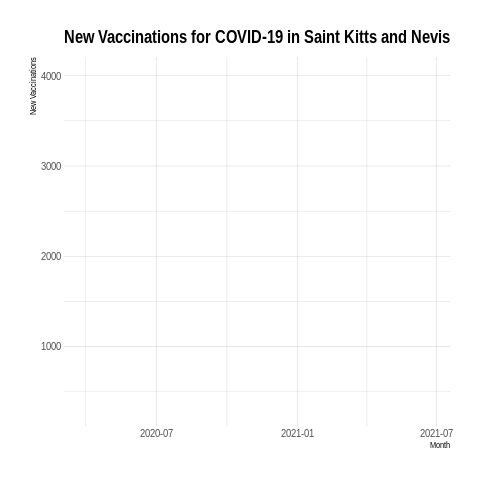 New Vaccinations for COVID-19 in Saint Kitts and Nevis
New Vaccinations
4000
3000
2000
1000
2020-07
2021-01
2021-07
Month